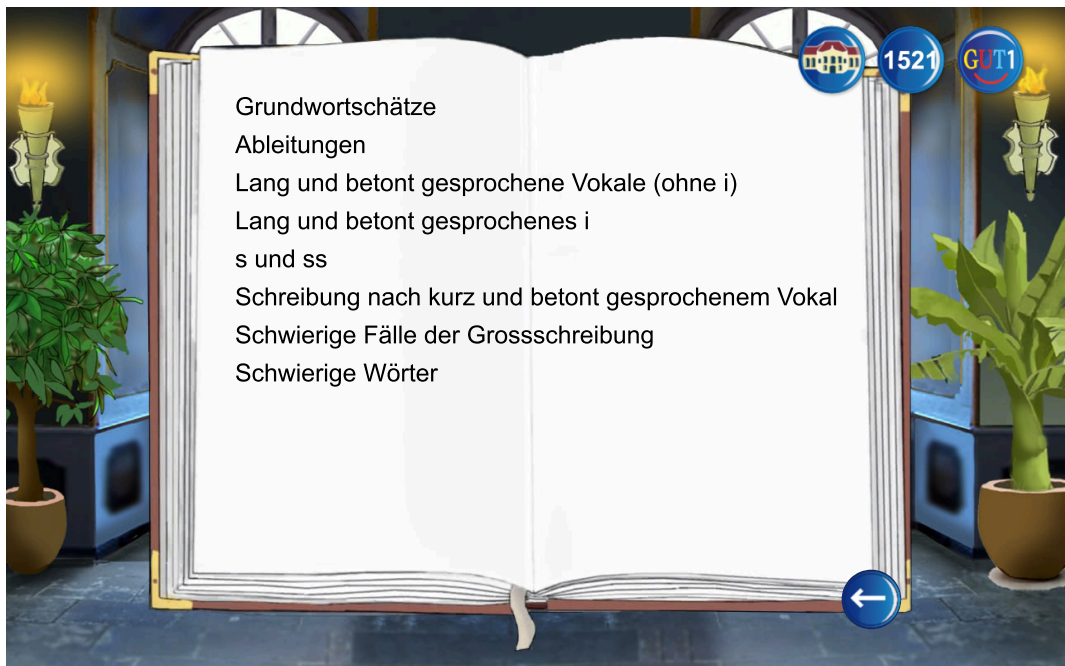 1521
GUT1
Grundwortschätze
Ableitungen
Lang und betont gesprochene Vokale (ohne i)
Lang und betont gesprochenes i
s und ss
Schreibung nach kurz und betont gesprochenem Vokal
Schwierige Fälle der Grossschreibung
Schwierige Wörter